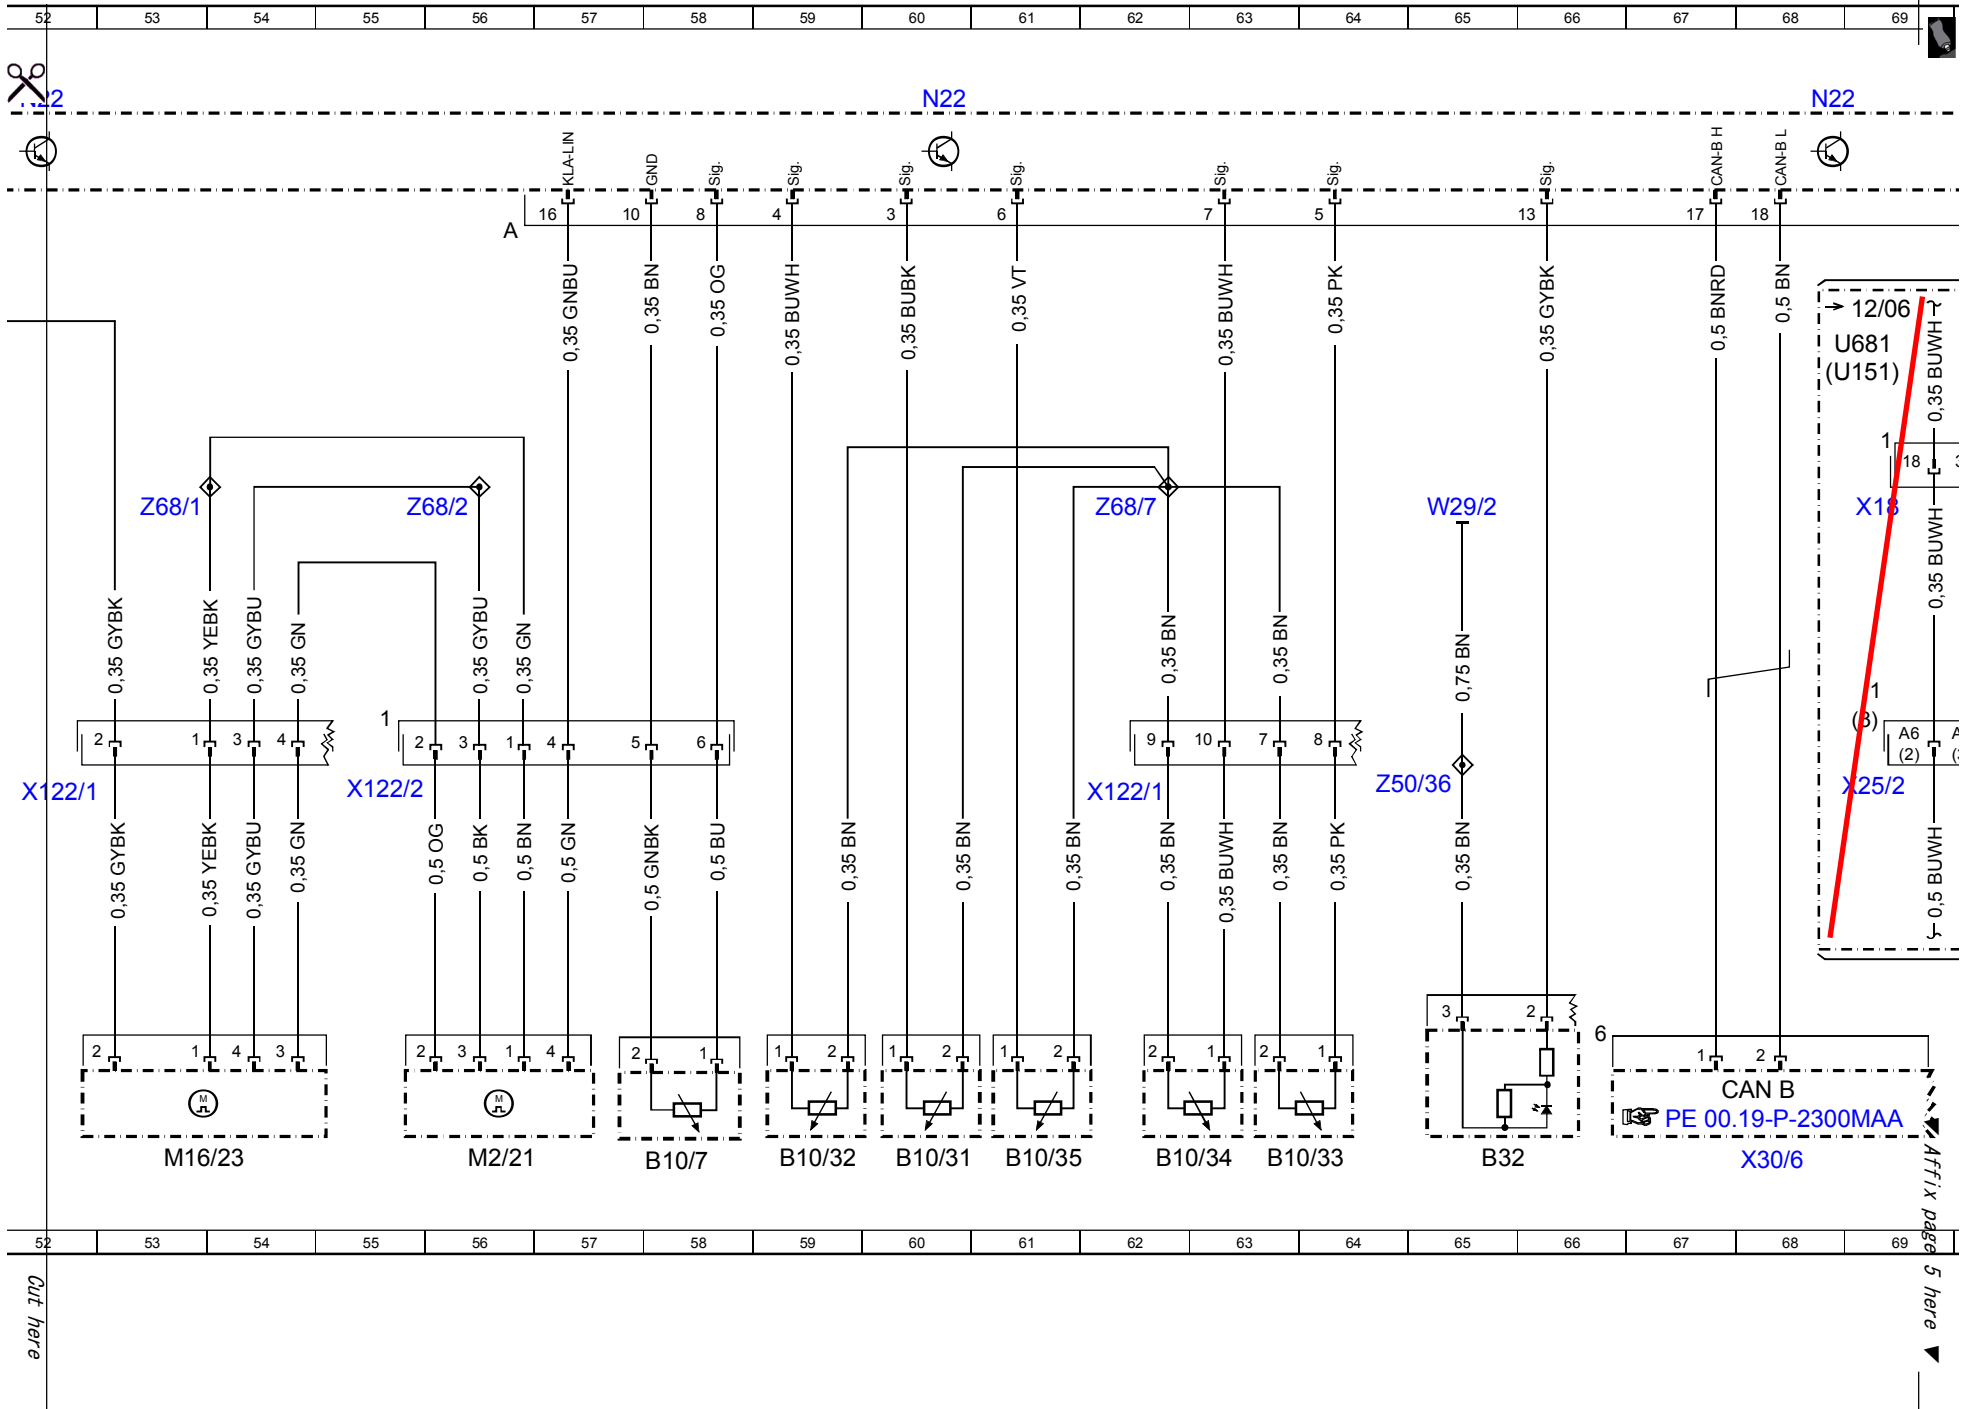 52 53 54 55 56 57 58 59 60 61 62 63 64 65 66 67 68 69
N22 N22 N22
KLA-LIN GND Sig. Sig. Sig. Sig. Sig. Sig. Sig. CAN-B H CAN-B L
16 10 8 4 3 6 7 5 13 17 18
A
0,35 GNBU 0,35 BN 0,35 OG 0,35 BUWH 0,35 BUBK 0,35 VT 0,35 BUWH 0,35 PK 0,35 GYBK 0,5 BNRD 0,5 BN
12/06
U681
(U151)
0,35 BUWH
1
18
X18
Z68/1 Z68/2 Z68/7 W29/2
0,35 BUWH
0,35 GYBK 0,35 YEBK 0,35 GYBU 0,35 GN 0,35 GYBU 0,35 GN 0,35 BN 0,35 BN 0,75 BN
1
(3)
1
2 1 3 4 2 3 1 4 5 6 9 10 7 8
A6
(2)
X122/1 X122/2 X122/1 Z50/36 X25/2
0,35 GYBK 0,35 YEBK 0,35 GYBU 0,35 GN 0,5 OG 0,5 BK 0,5 BN 0,5 GN 0,5 GNBK 0,5 BU 0,35 BN 0,35 BN 0,35 BN 0,35 BN 0,35 BUWH 0,35 BN 0,35 PK 0,35 BN 0,5 BUWH
3 2
6
2 1 4 3 2 3 1 4 2 1 1 2 1 2 1 2 2 1 2 1 1 2
M M
CAN B
PE 00.19-P-2300MAA
M16/23 M2/21 B10/7 B10/32 B10/31 B10/35 B10/34 B10/33 B32 X30/6
52 53 54 55 56 57 58 59 60 61 62 63 64 65 66 67 68 69
Cut here
Affix page 5 here